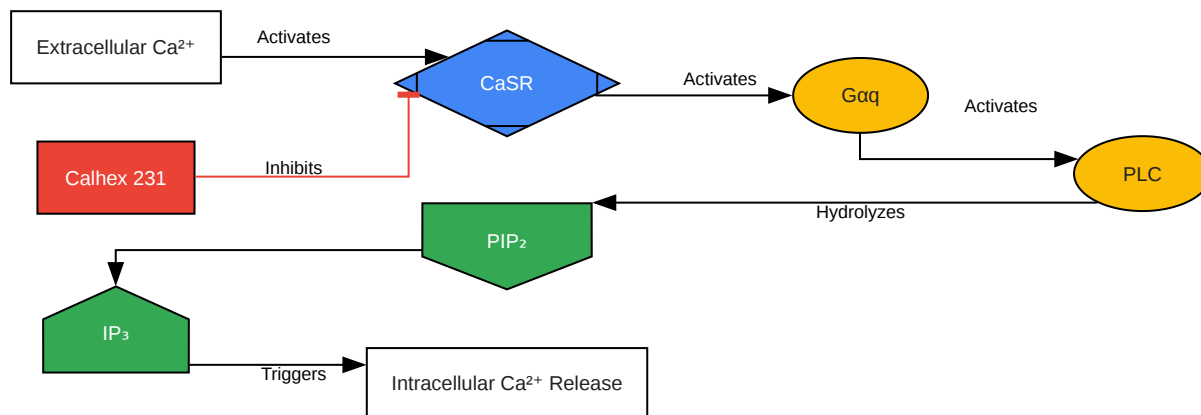 Extracellular Ca²⁺
Activates
CaSR
Activates
Gαq
Activates
PLC
Calhex 231
Inhibits
Hydrolyzes
PIP₂
IP₃
Triggers
Intracellular Ca²⁺ Release